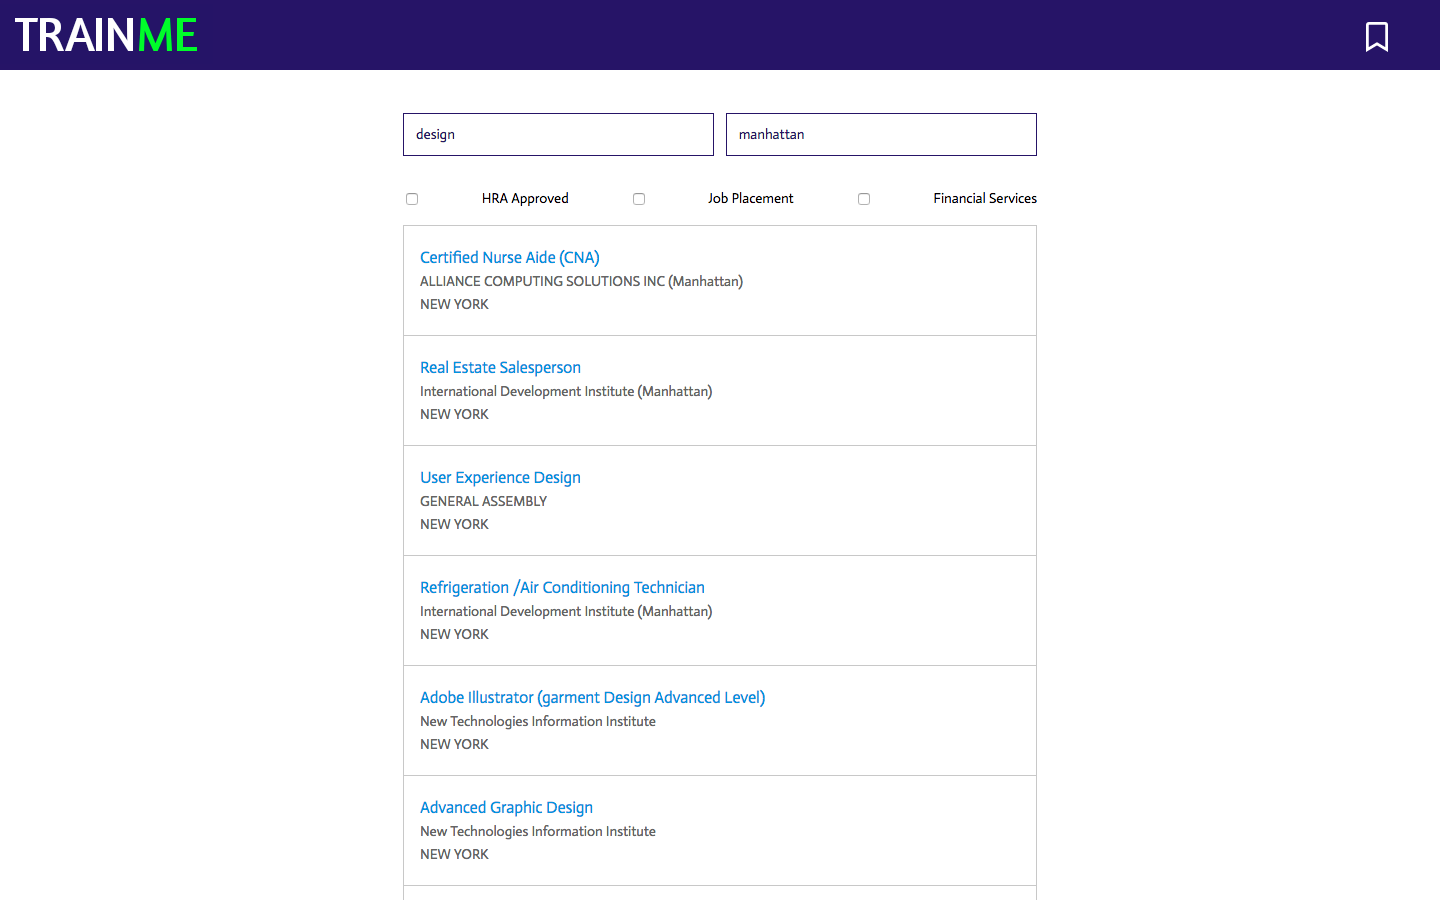 TRAINME
design
manhattan
HRA Approved
Job Placement
Financial Services
Certified Nurse Aide (CNA)
ALLIANCE COMPUTING SOLUTIONS INC (Manhattan)
NEW YORK
Real Estate Salesperson
International Development Institute (Manhattan)
NEW YORK
User Experience Design
GENERAL ASSEMBLY
NEW YORK
Refrigeration /Air Conditioning Technician
International Development Institute (Manhattan)
NEW YORK
Adobe Illustrator (garment Design Advanced Level)
New Technologies Information Institute
NEW YORK
Advanced Graphic Design
New Technologies Information Institute
NEW YORK